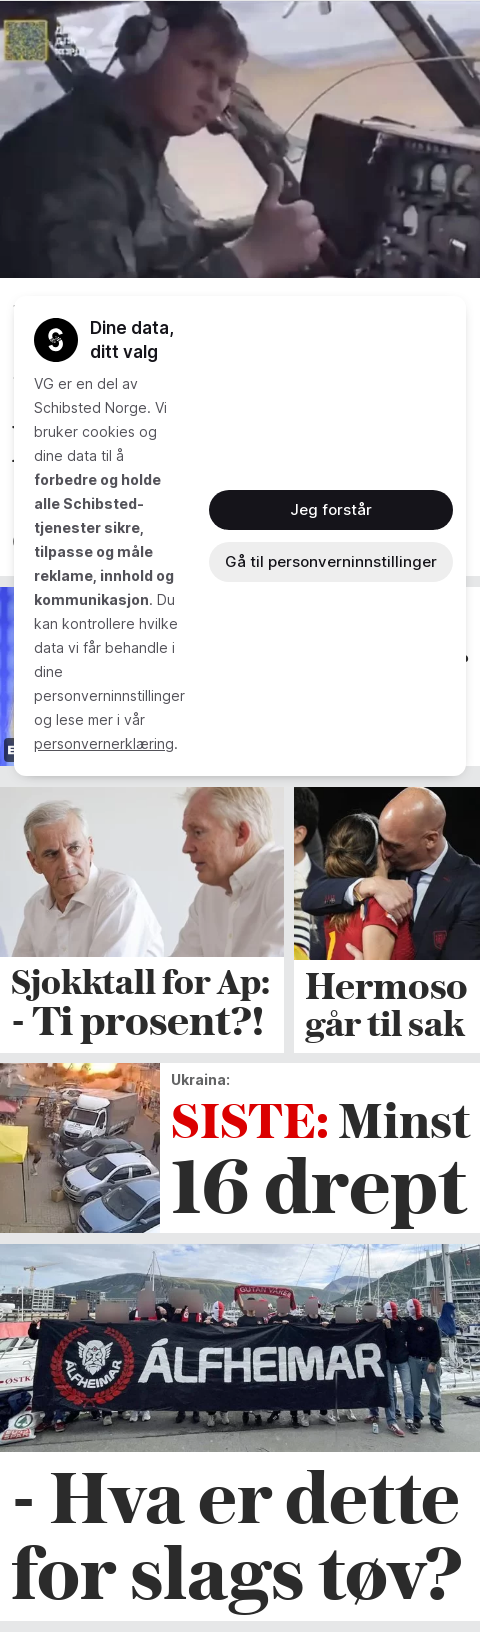 Dine data,
ditt valg
VG er en del av
Schibsted Norge. Vi
bruker cookies og
dine data til å
forbedre og holde
alle Schibsted-
tjenester sikre,
tilpasse og måle
reklame, innhold og
kommunikasjon. Du
kan kontrollere hvilke
data vi får behandle i
dine
personverninnstillinger
og lese mer i vår
personvernerklæring.
Jeg forstår
Gå til personverninnstillinger
Sjokktall for Ap:
- Ti prosent?!
Hermoso
går til sak
Ukraina:
SISTE: Minst
16 drept
GUTAN VANES
ÁLFHEIMAR
ÁLFHEIMAR
- Hva er dette
for slags tøv?